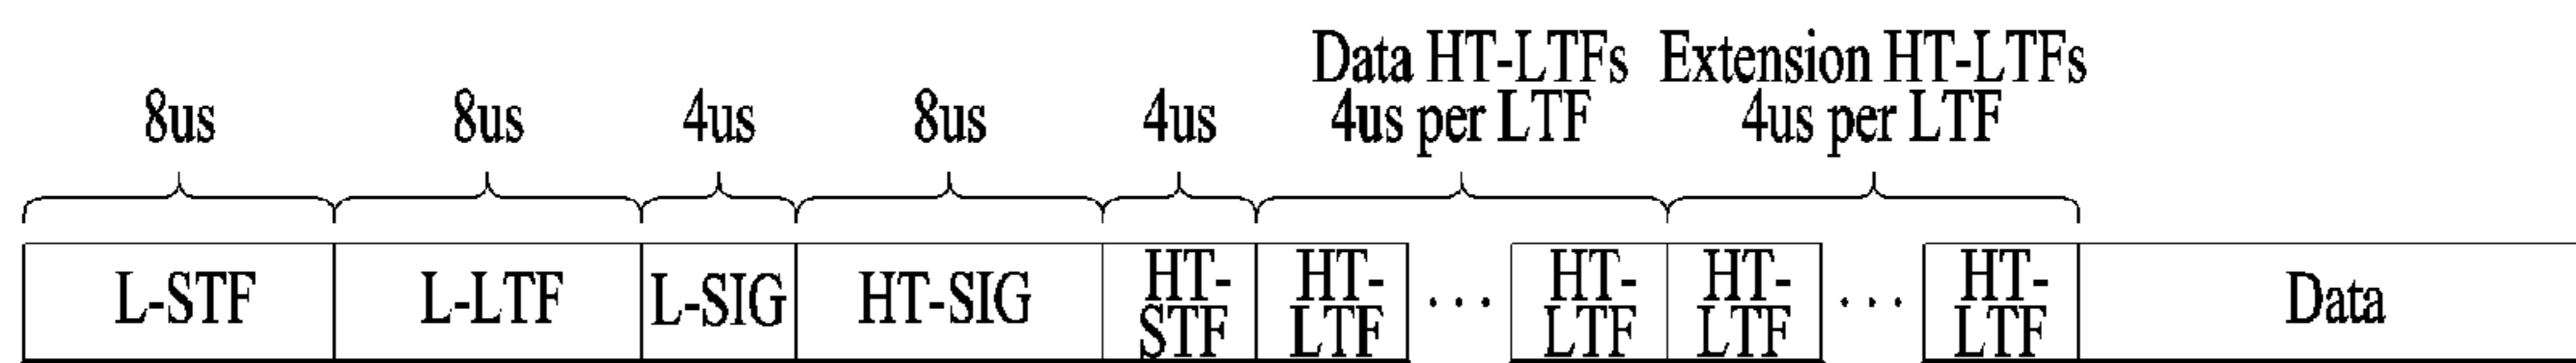 Data HT-LTFs Extension HT-LTFs
8us 8us 4us 8us 4us 4us per LTF 4us per LTF
L-STF L-LTF L-SIG HT-SIG HT-STF HT-LTF ... HT-LTF HT-LTF ... HT-LTF Data